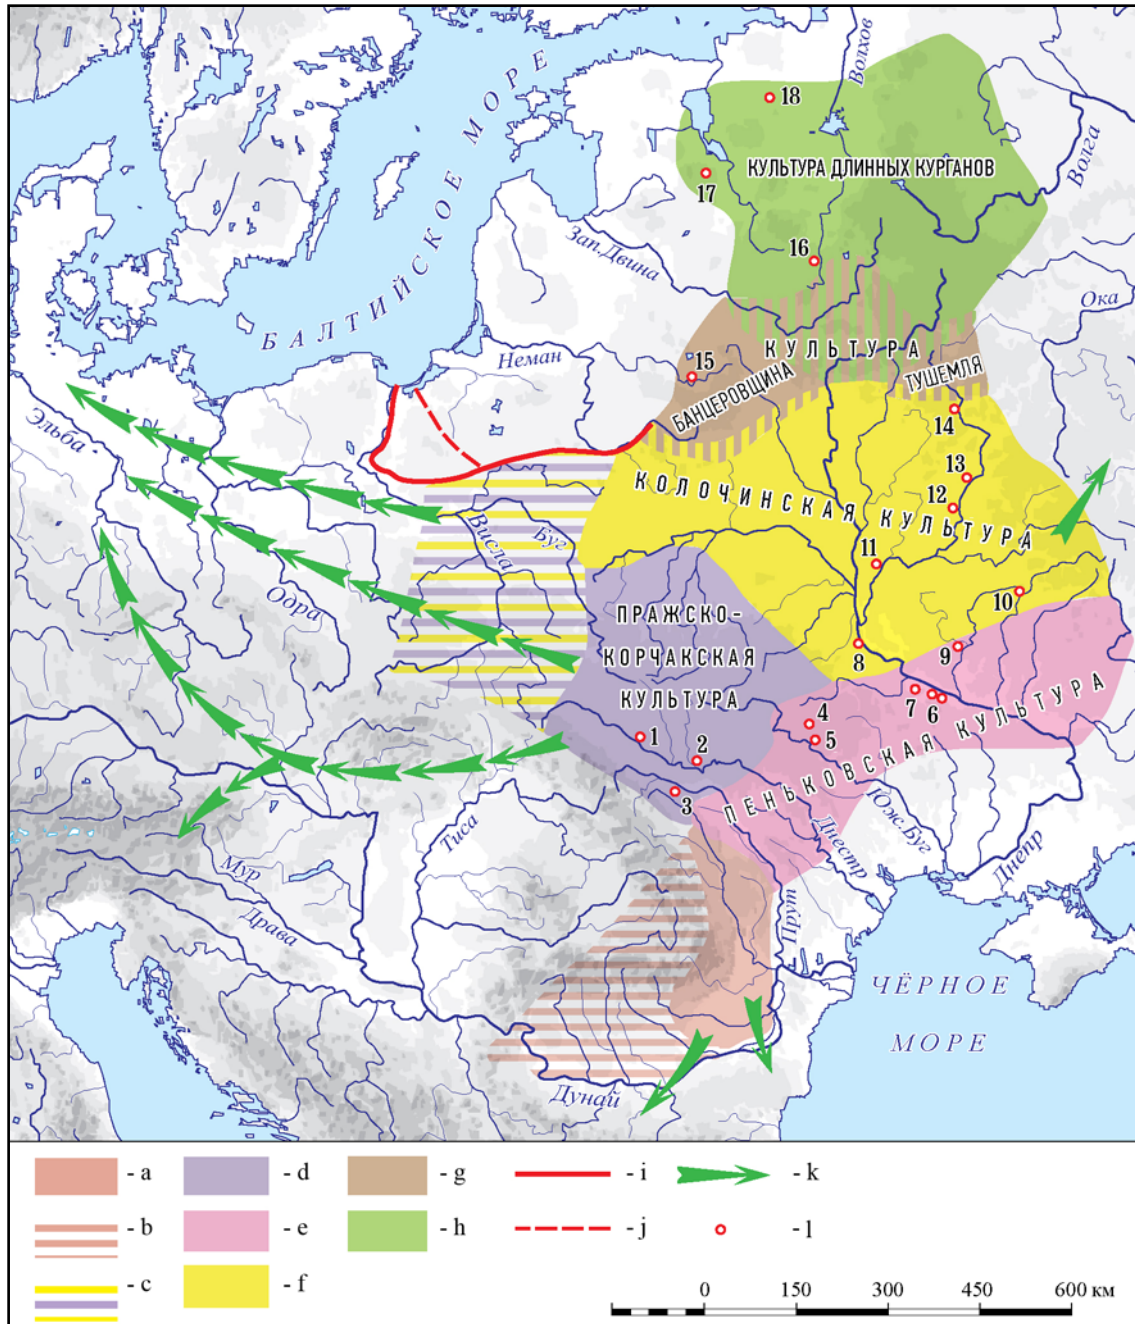 Волхов
БАЛТИЙСКОЕ МОРЕ
18
КУЛЬТУРА ДЛИННЫХ КУРГАНОВ
Волга
17
16
Зап.Двина
Ока
Неман
15
КУЛЬТУРА
БАНЦЕРОВЩИНА
ТУШЕМЛЯ
14
Эльба
КОЛОЧИНСКАЯ КУЛЬТУРА
13
12
Висла
Буг
11
Одра
10
ПРАЖСКО-
КОРЧАКСКАЯ
КУЛЬТУРА
8
9
7
6
ПЕНЬКОВСКАЯ КУЛЬТУРА
4
5
1
2
3
Тиса
Днестр
Юж.Буг
Днепр
Мур
Драва
Прут
ЧЁРНОЕ
МОРЕ
Дунай
- a
- d
- g
- i
- k
- b
- e
- h
- j
- l
- c
- f
0 150 300 450 600 км